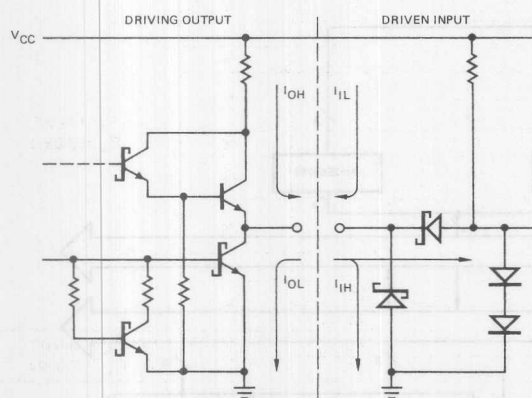 DRIVING OUTPUT
DRIVEN INPUT
VCC
IOH
IIL
IOL
IIH